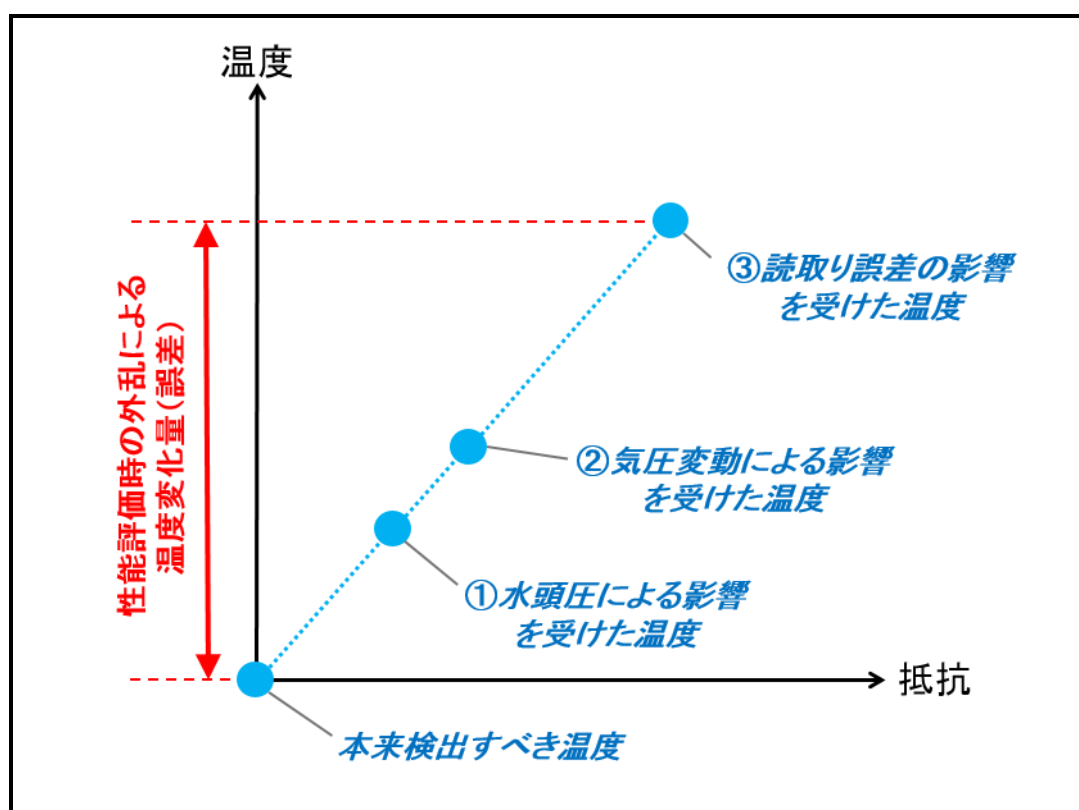 温度
③読取り誤差の影響
を受けた温度
性能評価時の外乱による
温度変化量(誤差)
②気圧変動による影響
を受けた温度
①水頭圧による影響
を受けた温度
抵抗
本来検出すべき温度